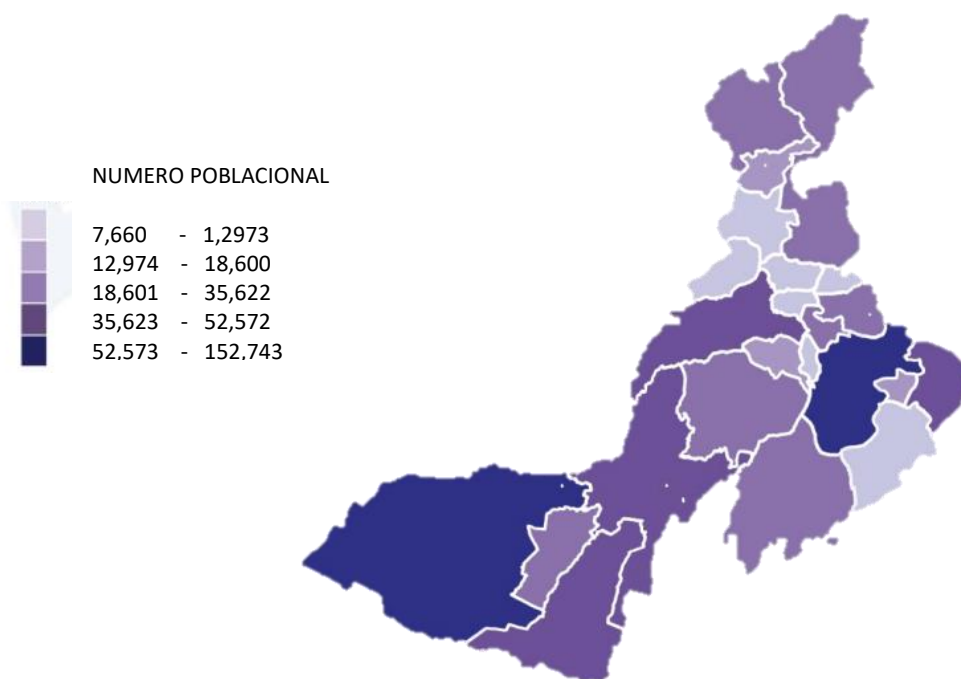 NUMERO POBLACIONAL
7,660 - 1,2973
12,974 - 18,600
18,601 - 35,622
35,623 - 52,572
52.573 - 152,743